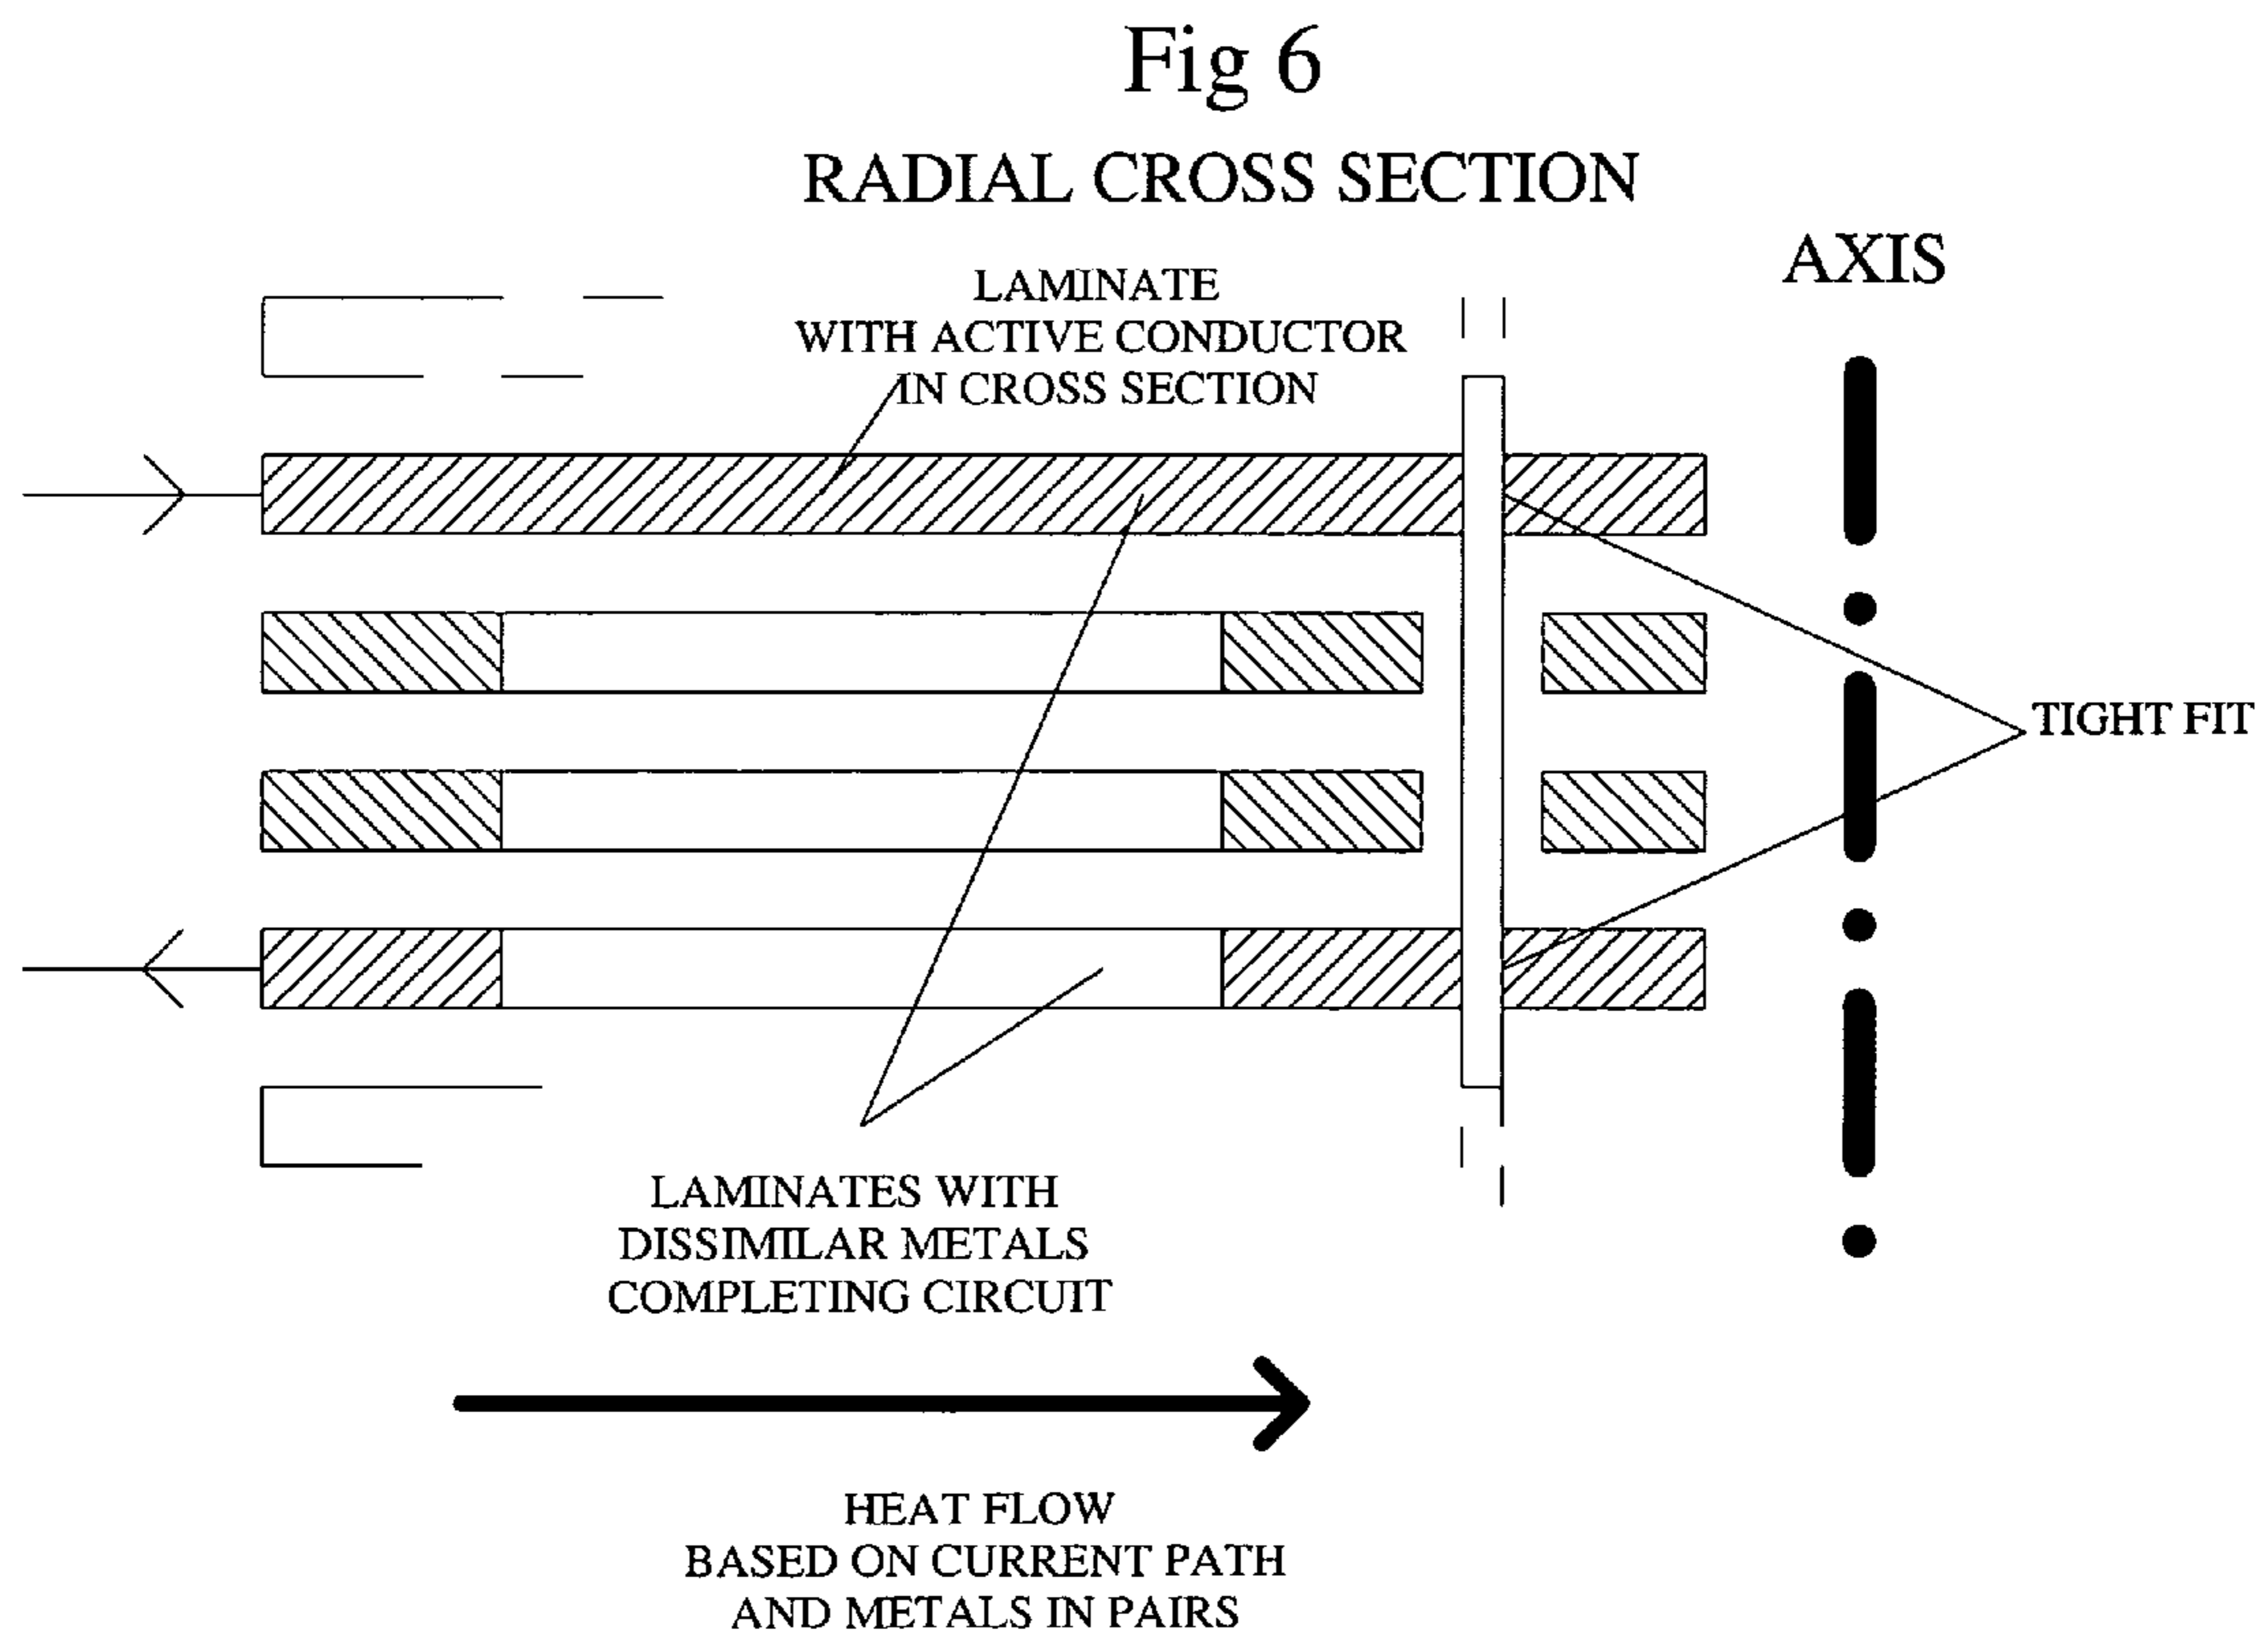 Fig 6
RADIAL CROSS SECTION
AXIS
LAMINATE
WITH ACTIVE CONDUCTOR
IN CROSS SECTION
TIGHT FIT
LAMINATES WITH
DISSIMILAR METALS
COMPLETING CIRCUIT
HEAT FLOW
BASED ON CURRENT PATH
AND METALS IN PAIRS